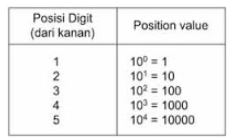 Posisi Digit
(dari kanan) Position value
1 10⁰ = 1
2 10¹ = 10
3 10² = 100
4 10³ = 1000
5 10⁴ = 10000